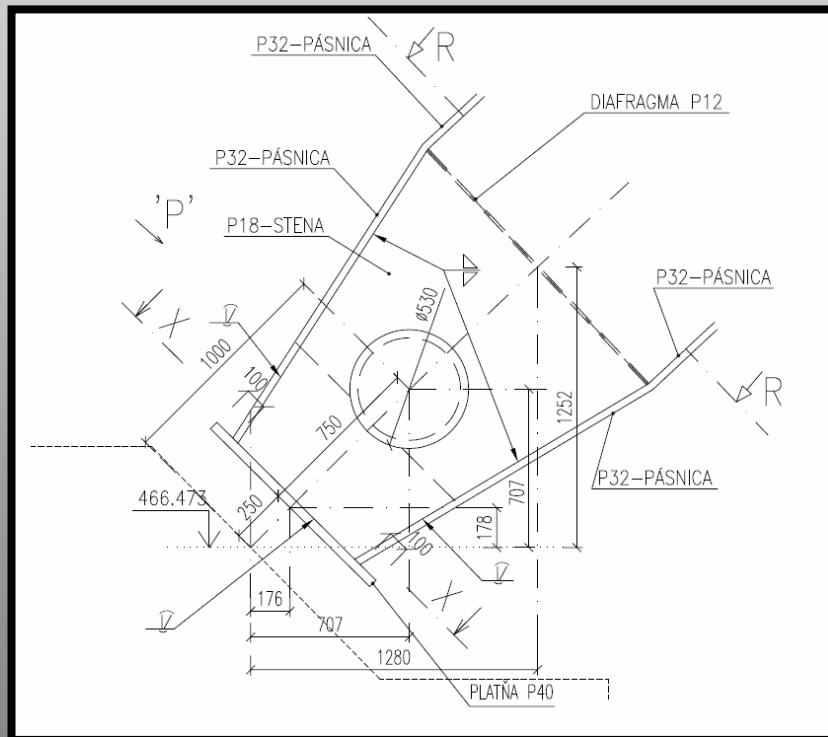 P32-PÁSNICA
R
DIAFRAGMA P12
P32-PÁSNICA
'P'
P18-STENA
P32-PÁSNICA
X
ø530
1000
100
R
750
1252
707
P32-PÁSNICA
466.473
250
178
100
X
176
707
1280
PLATŇA P40